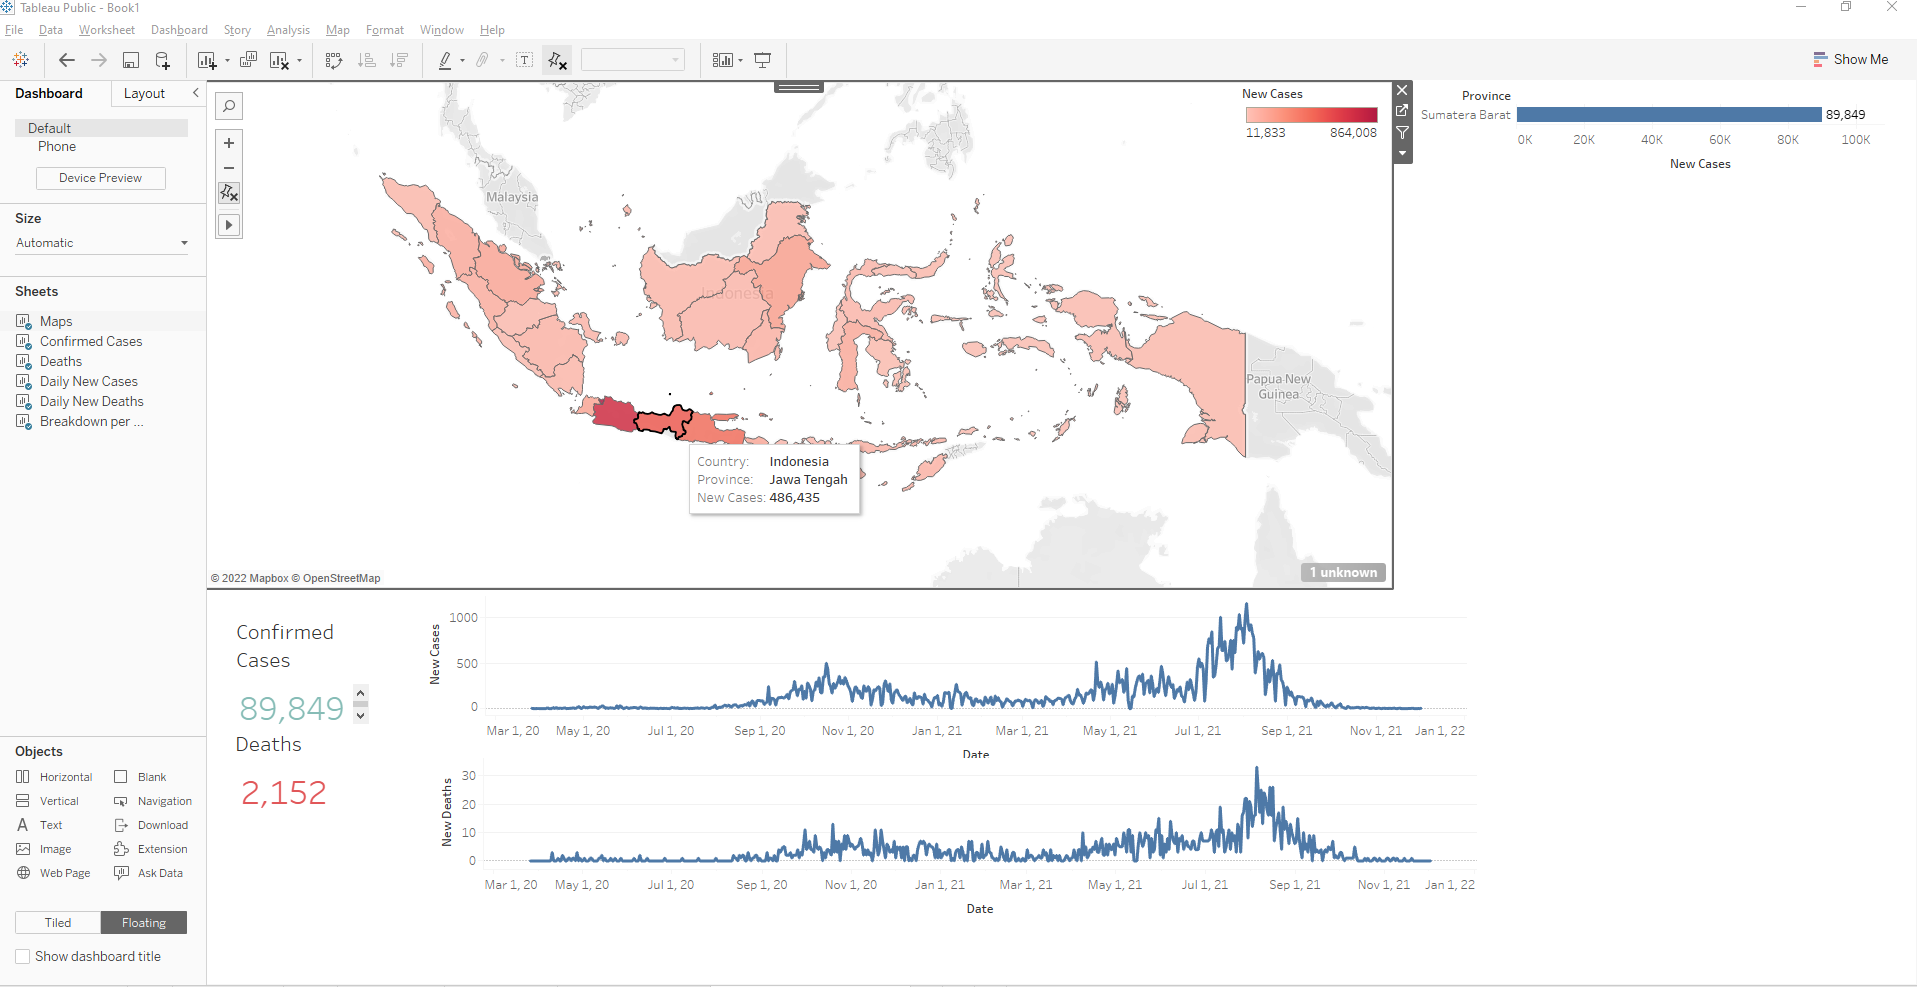 Tableau Public - Book1
File Data Worksheet Dashboard Story Analysis Map Format Window Help
Show Me
Dashboard Layout
Default
Phone
Device Preview
Size
Automatic
Sheets
Maps
Confirmed Cases
Deaths
Daily New Cases
Daily New Deaths
Breakdown per ...
Objects
Horizontal Blank
Vertical Navigation
Text Download
Image Extension
Web Page Ask Data
Tiled Floating
Show dashboard title
New Cases
11,833 864,008
Malaysia
Indonesia
Papua New
Guinea
Country: Indonesia
Province: Jawa Tengah
New Cases: 486,435
© 2022 Mapbox © OpenStreetMap
1 unknown
Province
Sumatera Barat 89,849
0K 20K 40K 60K 80K 100K
New Cases
Confirmed
Cases
89,849
Deaths
2,152
New Cases
1000
500
0
Mar 1, 20 May 1, 20 Jul 1, 20 Sep 1, 20 Nov 1, 20 Jan 1, 21 Mar 1, 21 May 1, 21 Jul 1, 21 Sep 1, 21 Nov 1, 21 Jan 1, 22
Date
New Deaths
30
20
10
0
Mar 1, 20 May 1, 20 Jul 1, 20 Sep 1, 20 Nov 1, 20 Jan 1, 21 Mar 1, 21 May 1, 21 Jul 1, 21 Sep 1, 21 Nov 1, 21 Jan 1, 22
Date